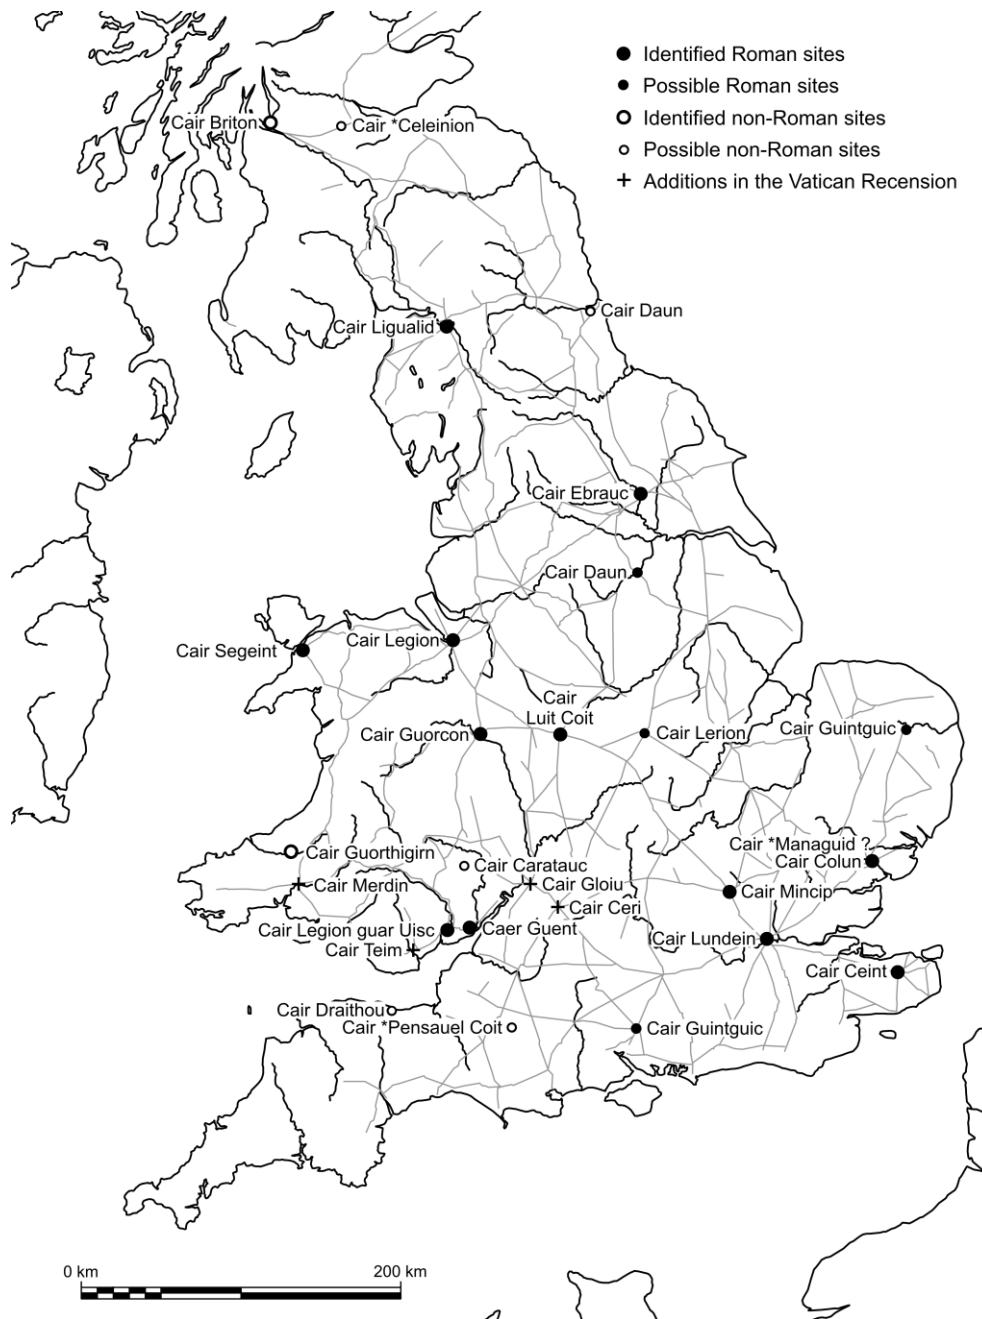 Identified Roman sites
Possible Roman sites
Identified non-Roman sites
Possible non-Roman sites
Additions in the Vatican Recension
Cair Briton
Cair *Celeinion
Cair Daun
Cair Ligualid
Cair Ebrauc
Cair Daun
Cair Legion
Cair Segeint
Cair
Luit Coit
Cair Guorcon
Cair Lerion
Cair Guintguic
Cair *Managuid ?
Cair Colun
Cair Guorthigirn
Cair Caratauc
Cair Merdin
Cair Gloiu
Cair Mincip
Cair Ceri
Cair Legion guar Uisc
Caer Guent
Cair Teim
Cair Lundein
Cair Ceint
Cair Draithou
Cair *Pensauel Coit
Cair Guintguic
0 km
200 km